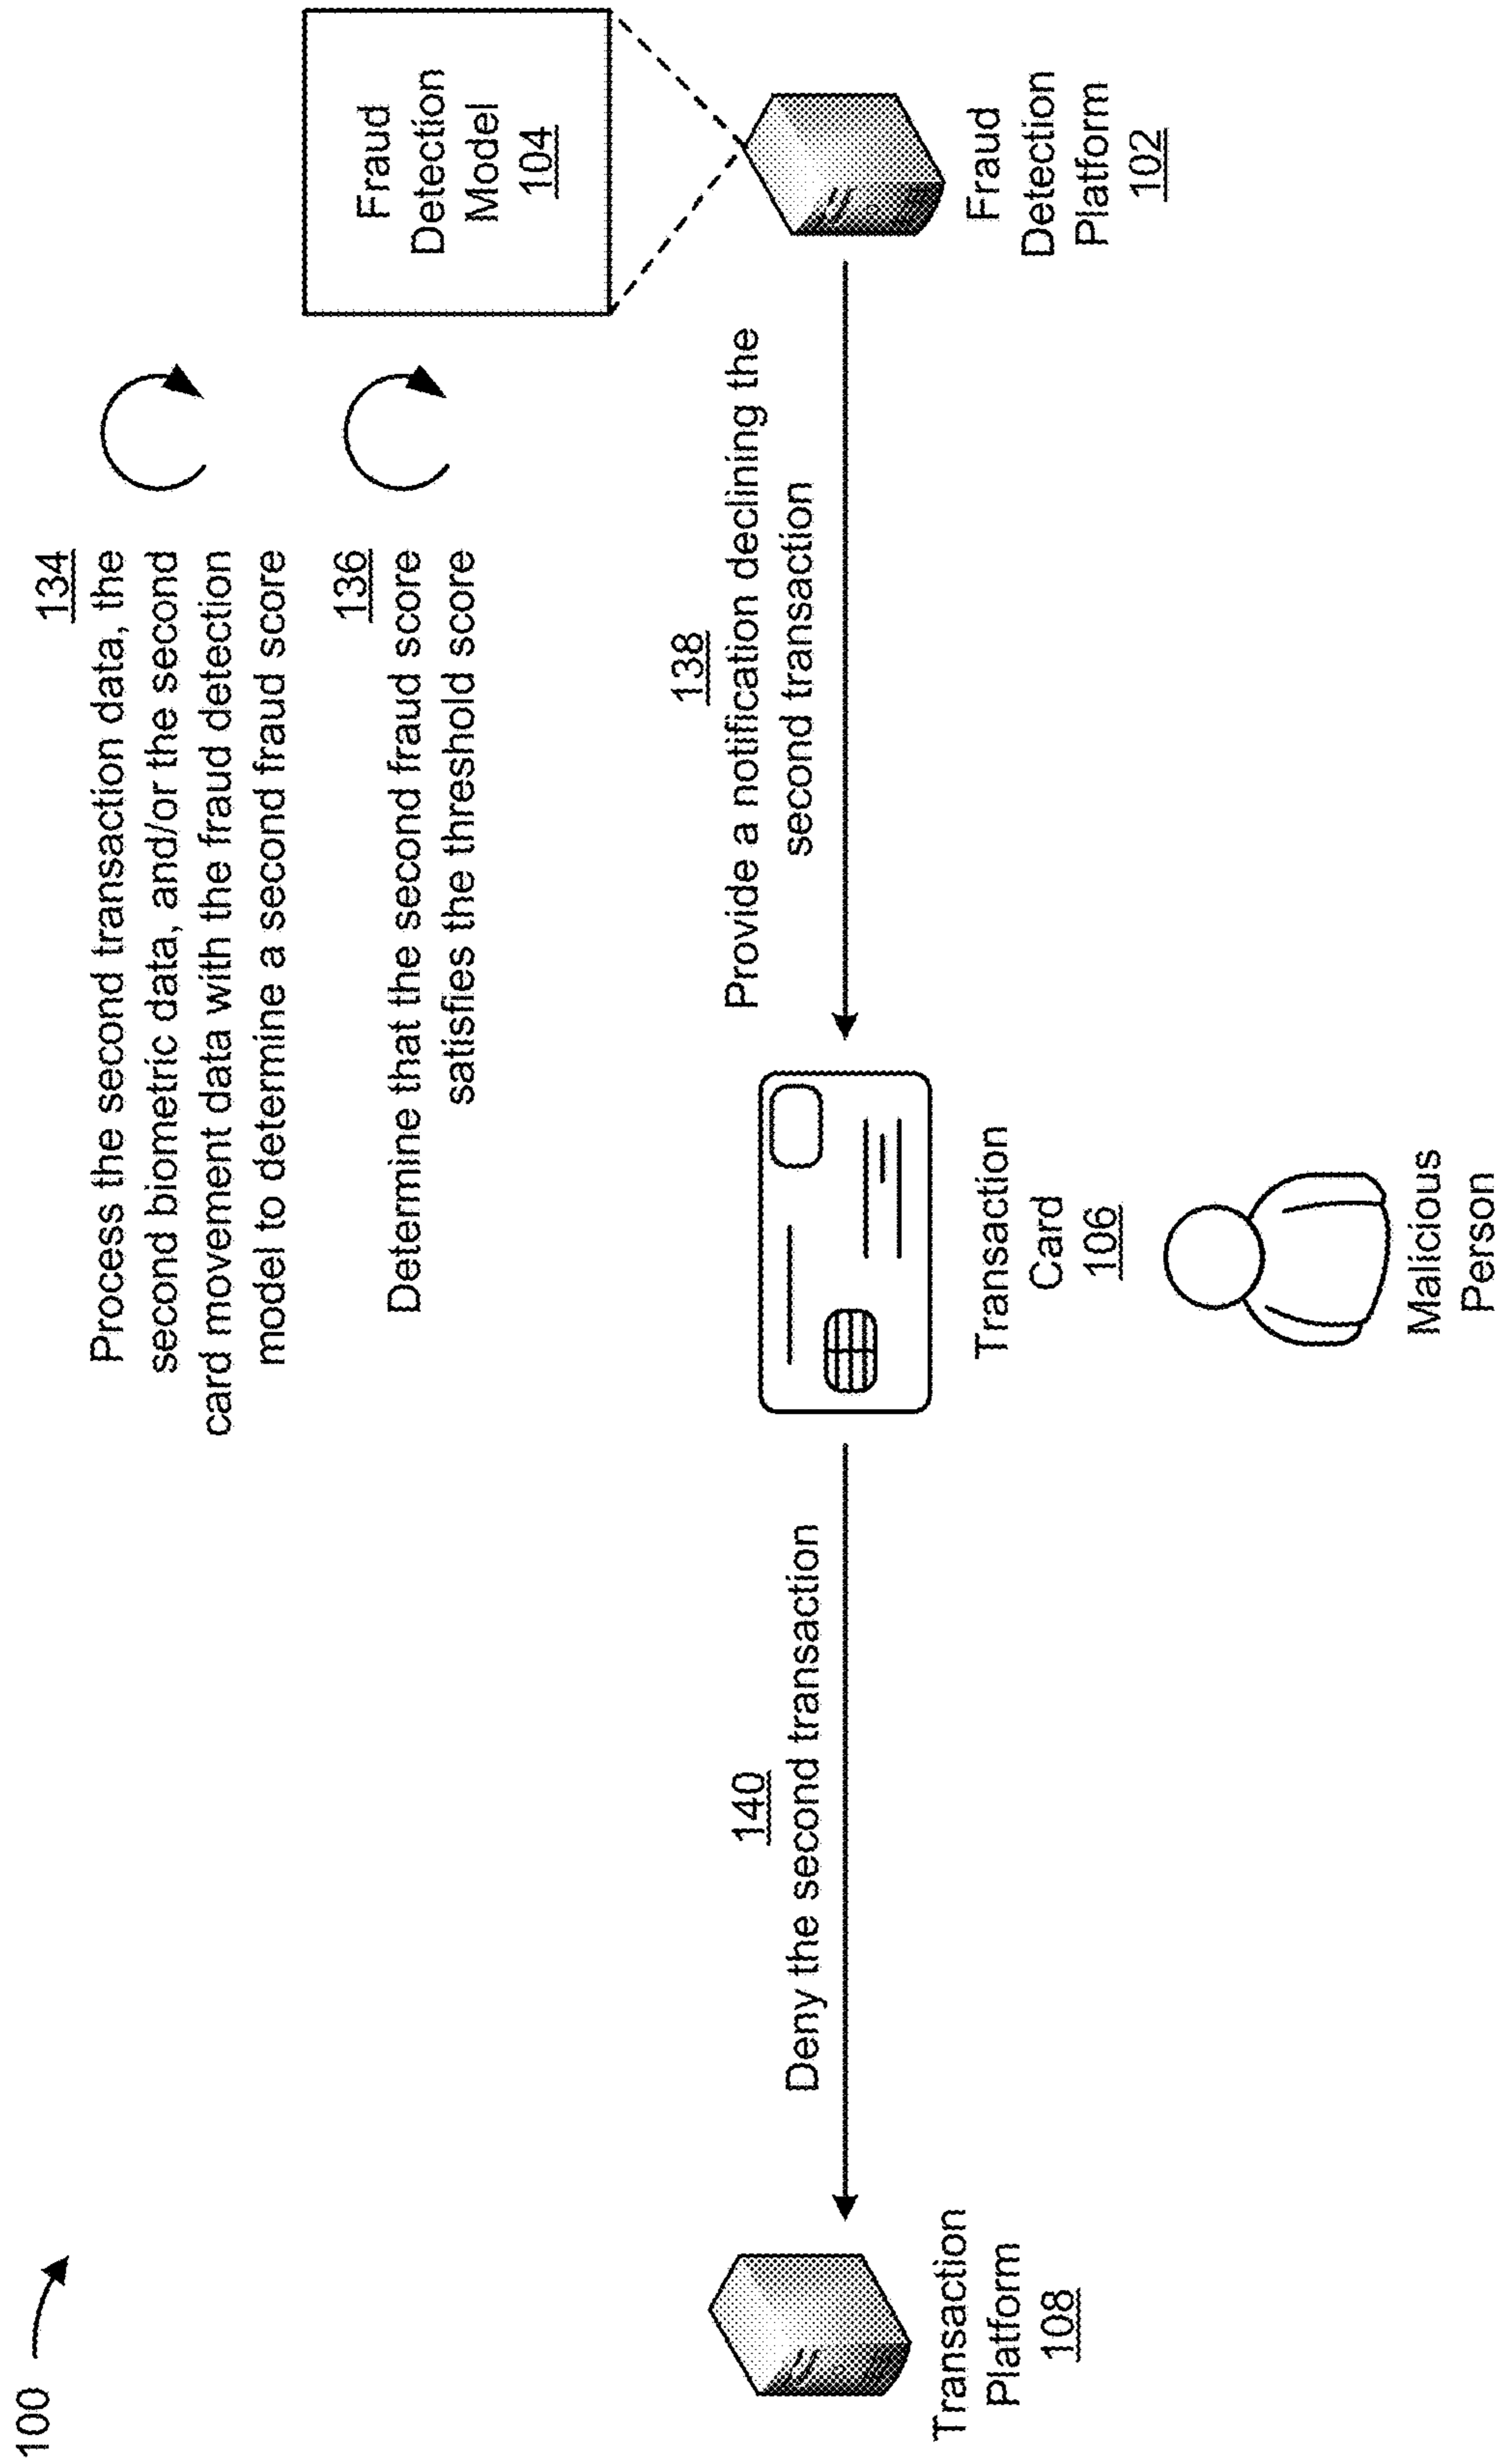 100
134
Process the second transaction data, the
second biometric data, and/or the second
card movement data with the fraud detection
model to determine a second fraud score
136
Determine that the second fraud score
satisfies the threshold score
Fraud
Detection
Model
104
138
Provide a notification declining the
second transaction
140
Deny the second transaction
Transaction
Platform
108
Transaction
Card
106
Fraud
Detection
Platform
102
Malicious
Person